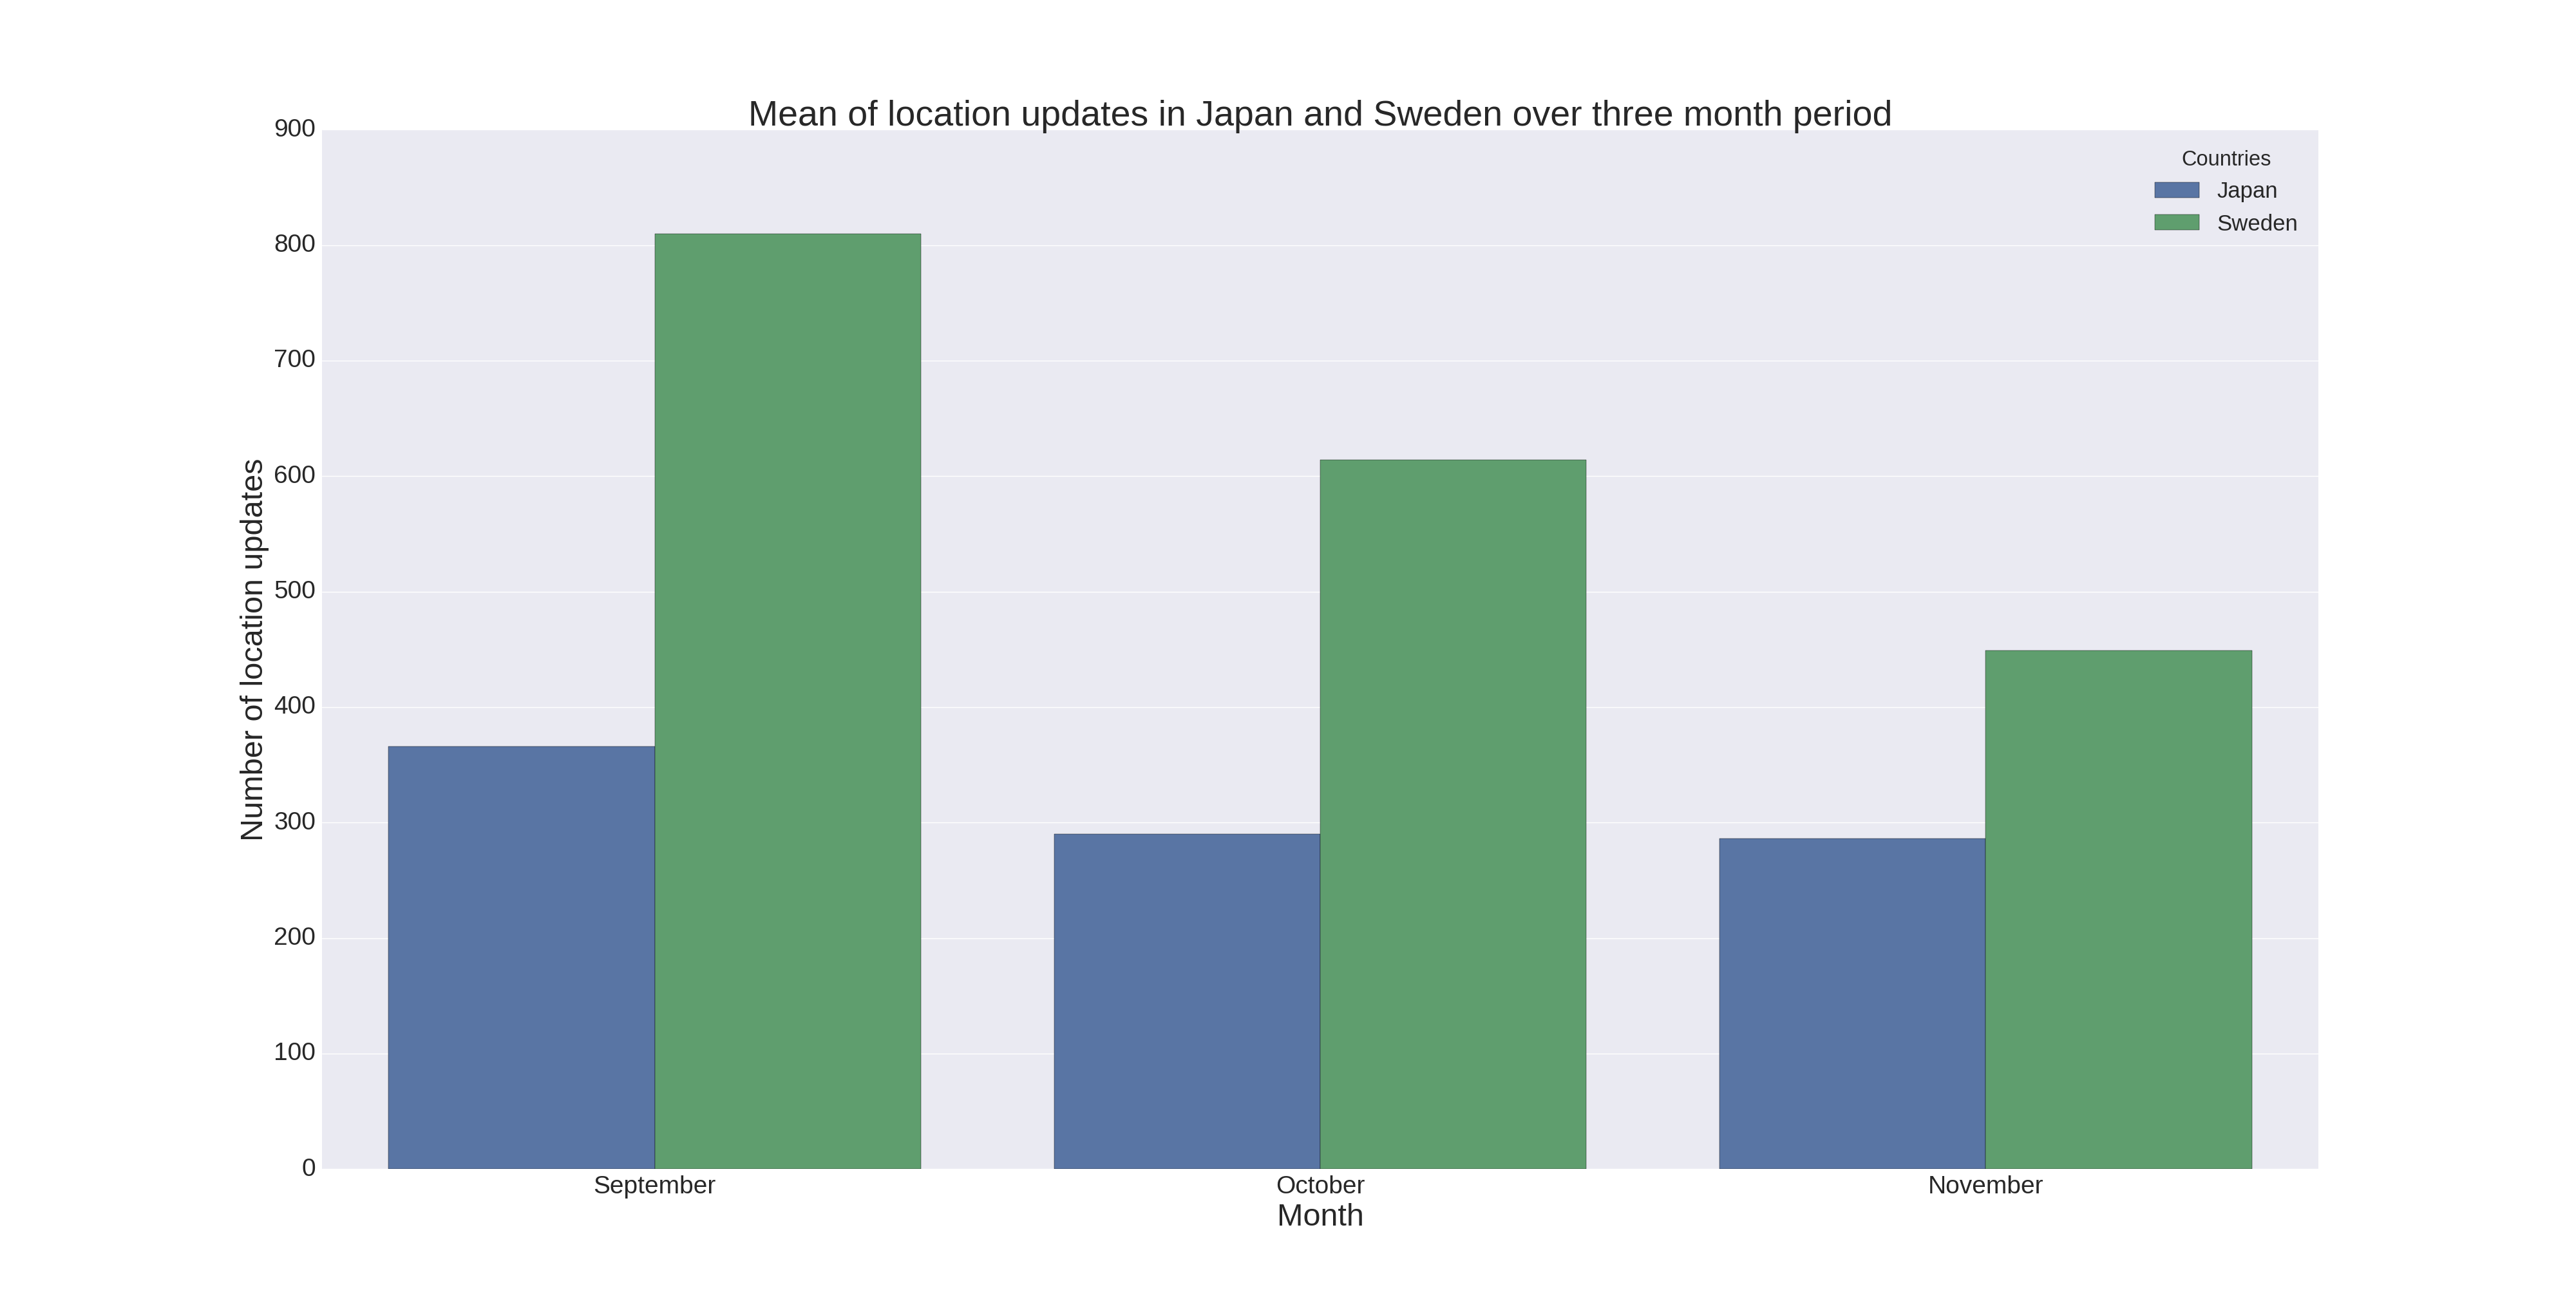 Mean of location updates in Japan and Sweden over three month period
Countries
Japan
Sweden
Number of location updates
900
800
700
600
500
400
300
200
100
0
September
October
November
Month